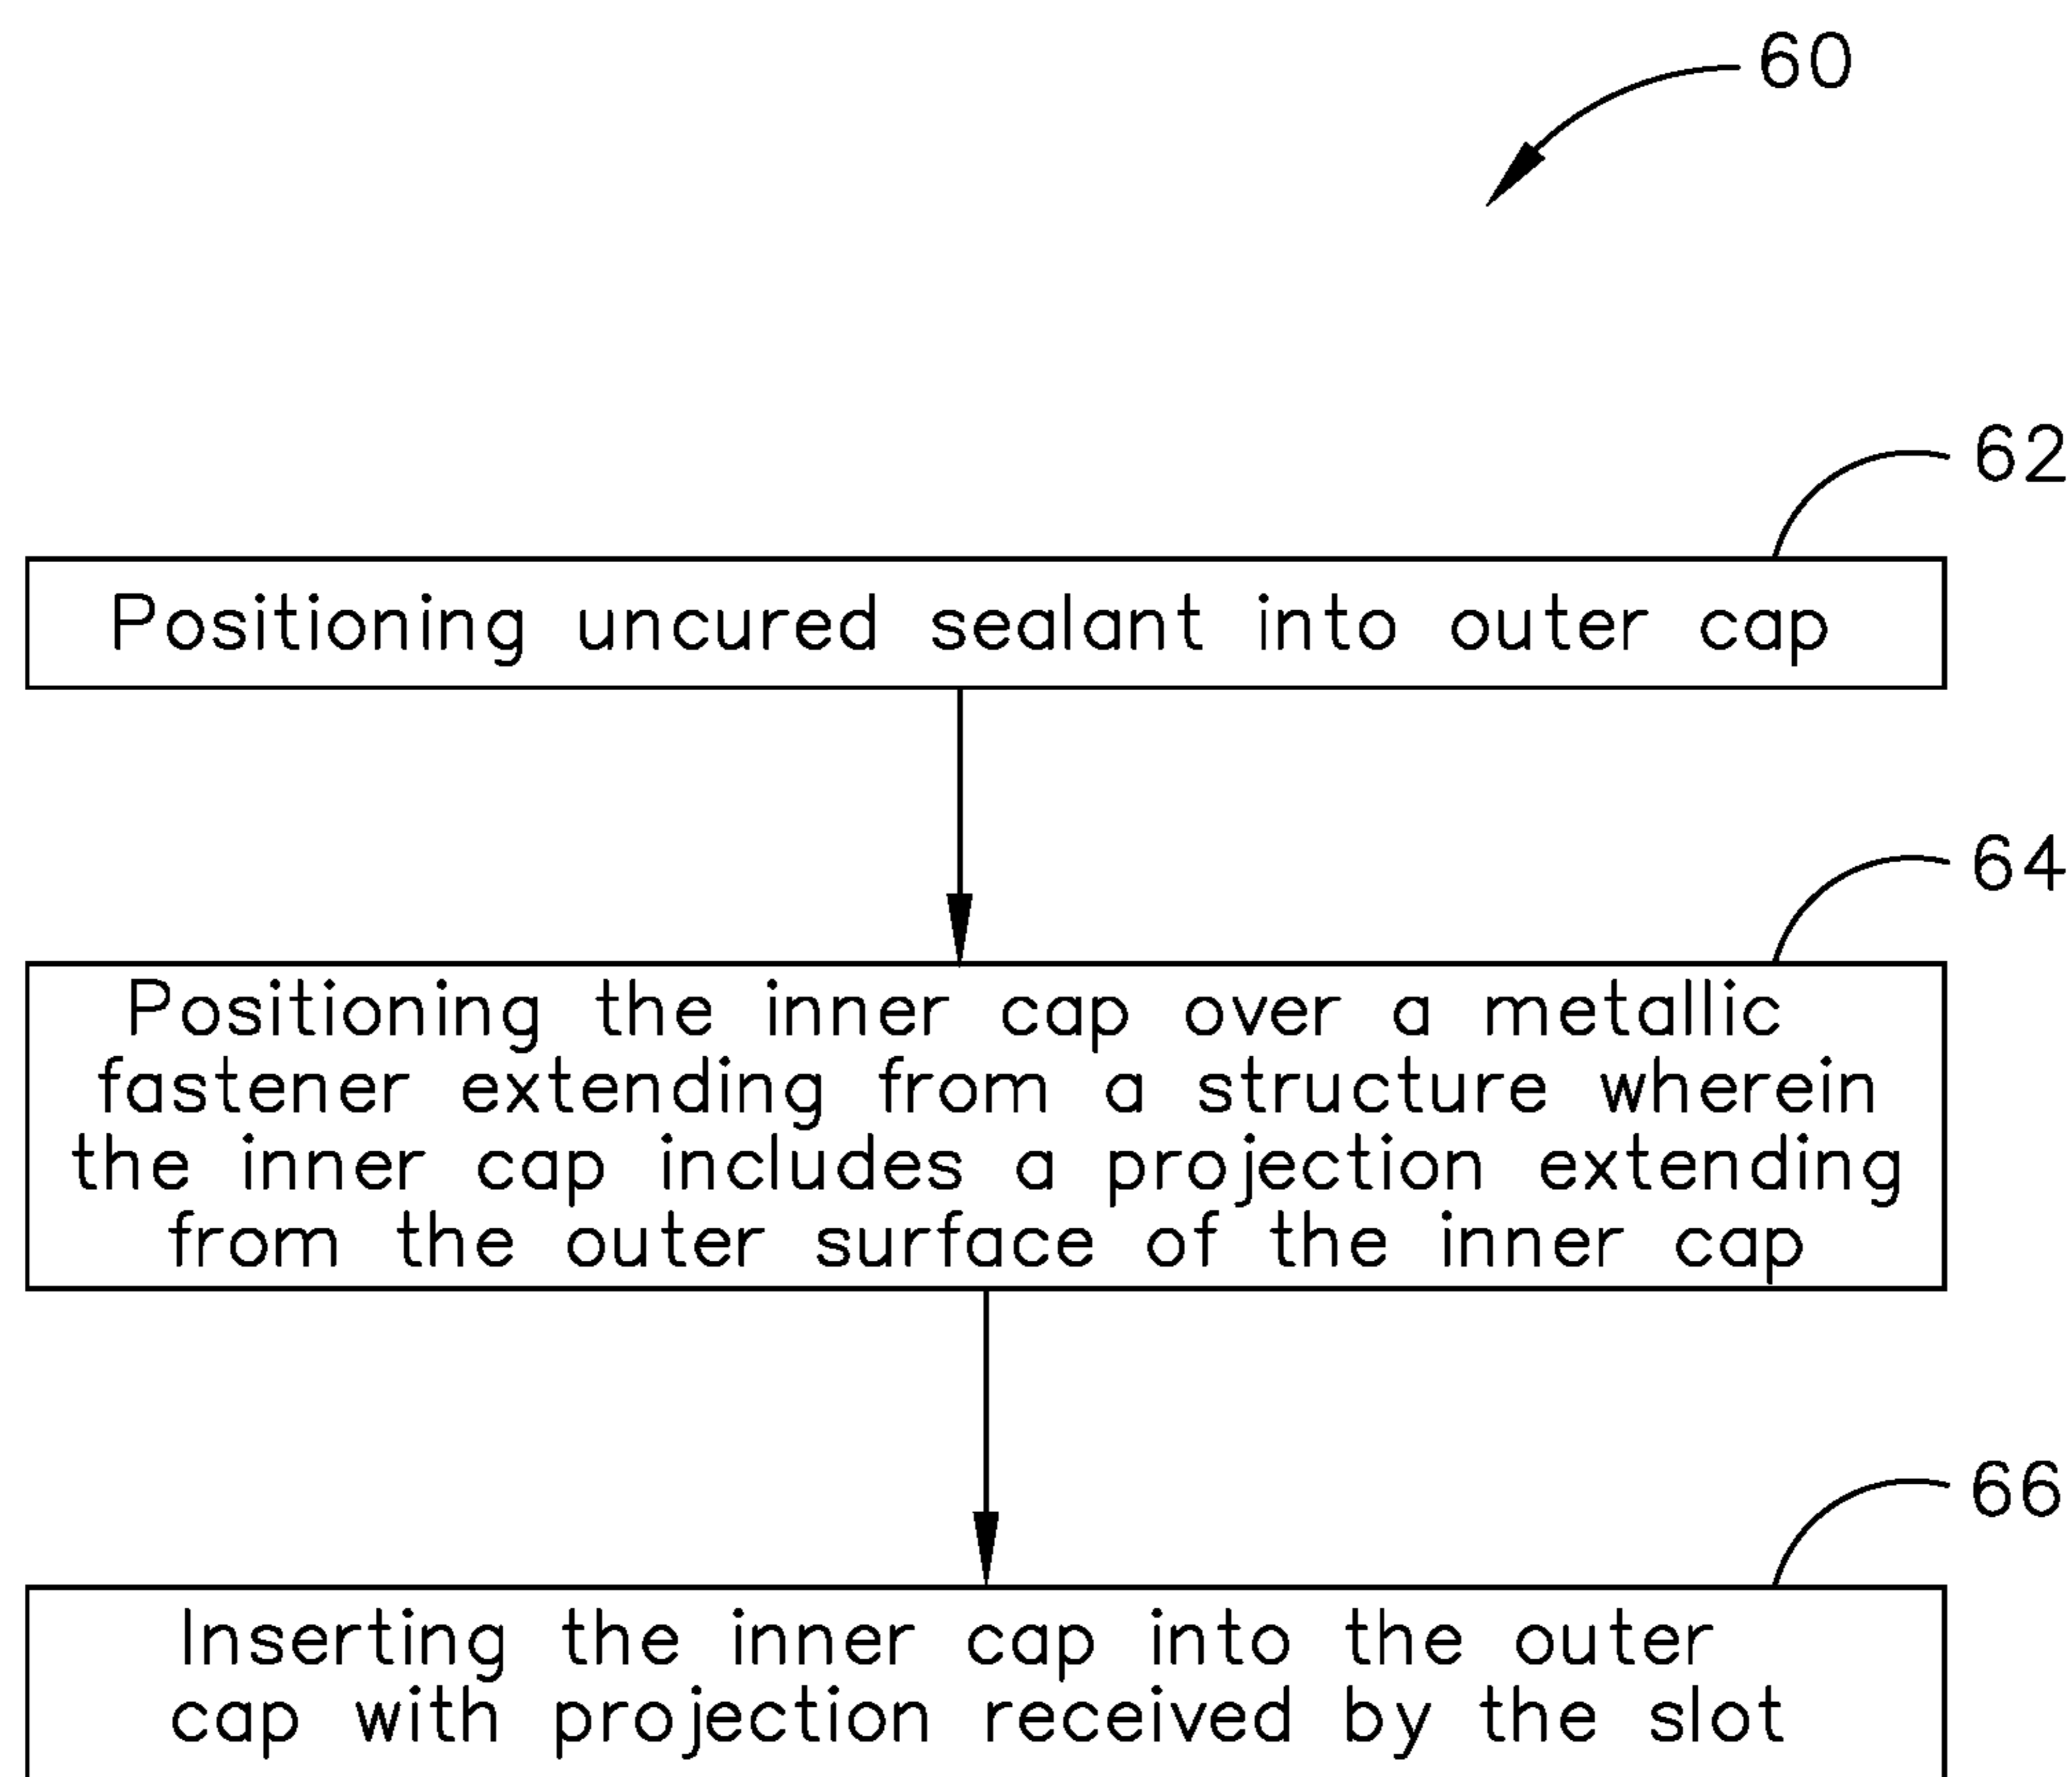 60
62
Positioning uncured sealant into outer cap
64
Positioning the inner cap over a metallic
fastener extending from a structure wherein
the inner cap includes a projection extending
from the outer surface of the inner cap
66
Inserting the inner cap into the outer
cap with projection received by the slot